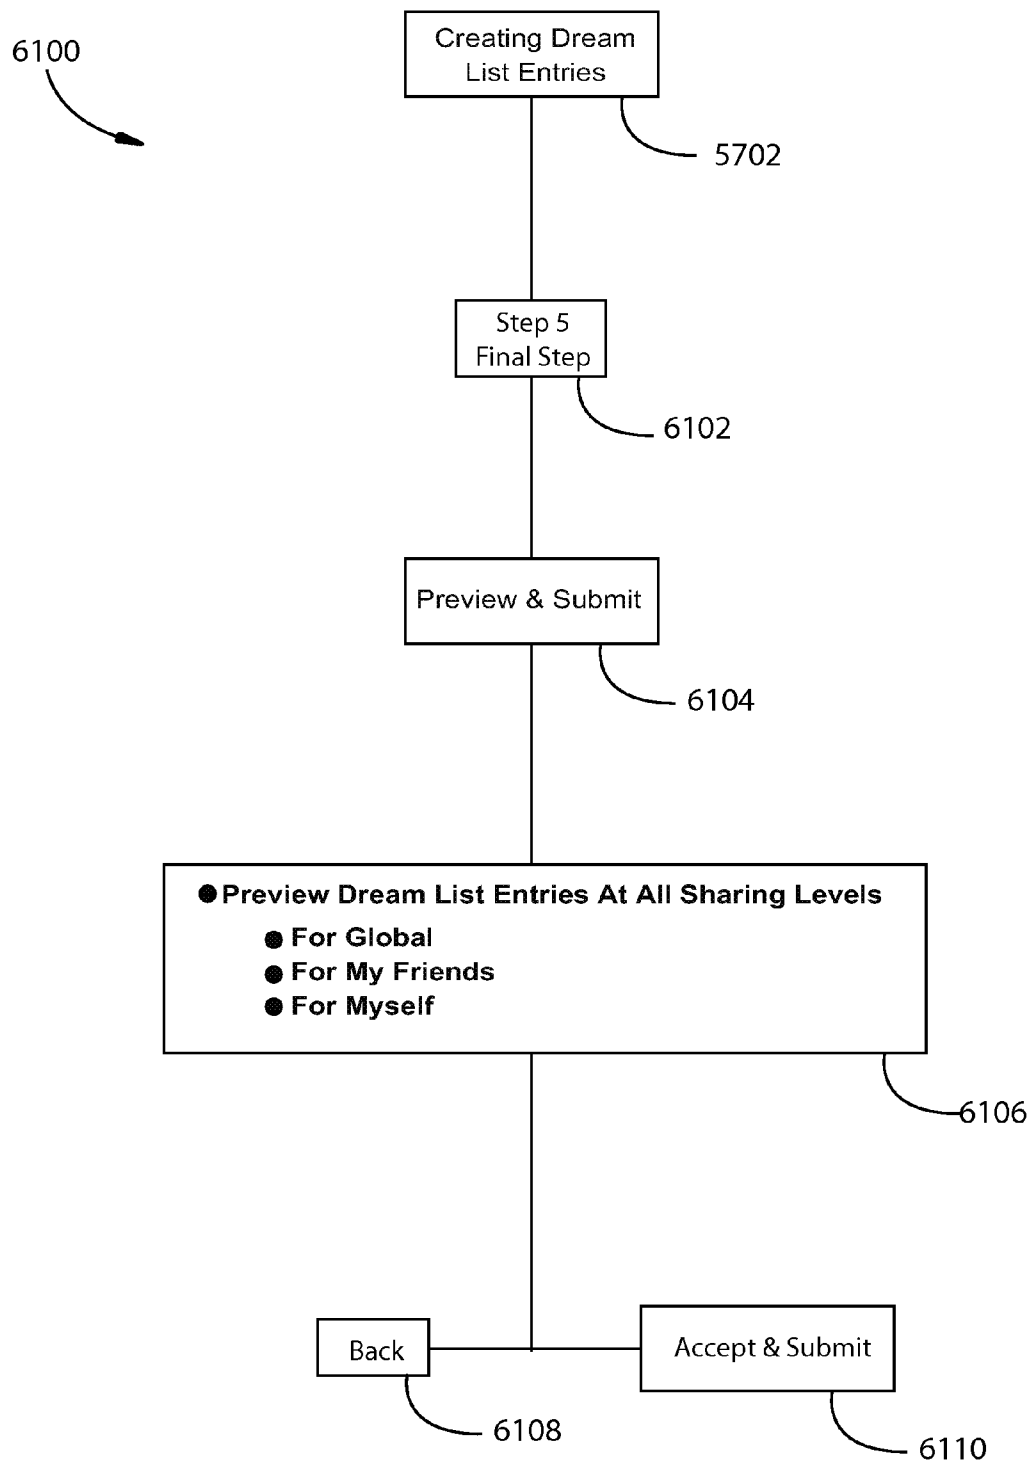 6100
Creating Dream
List Entries
5702
Step 5
Final Step
6102
Preview & Submit
6104
● Preview Dream List Entries At All Sharing Levels
● For Global
● For My Friends
● For Myself
6106
Back
Accept & Submit
6108
6110